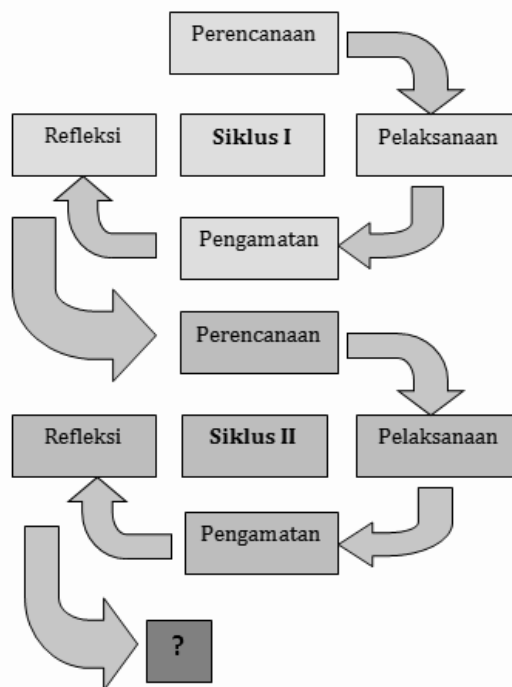 Perencanaan
Refleksi
Siklus I
Pelaksanaan
Pengamatan
Perencanaan
Refleksi
Siklus II
Pelaksanaan
Pengamatan
?